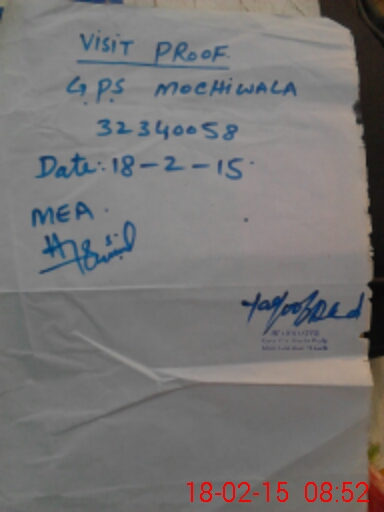 VISIT PROOF
G.P.S MOCHIWALA
32340058
Date: 18-2-15
MEA.
18-02-15 08:52